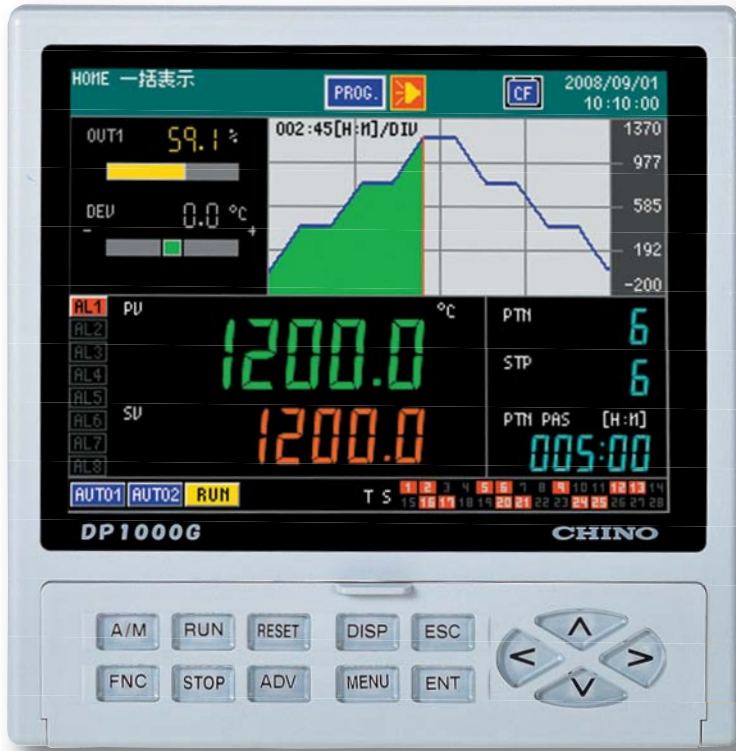 HOME 一括表示
PROG.
CF
2008/09/01
10:10:00
OUT1 59.1 %
DEV 0.0 °C
- +
002:45[H:M]/DIV
1370
977
585
192
-200
AL1
AL2
AL3
AL4
AL5
AL6
AL7
AL8
PV °C
1200.0
SV
1200.0
PTN 6
STP 6
PTN PAS [H:M]
005:00
AUTO1 AUTO2 RUN
T S 1 2 3 4 5 6 7 8 9 10 11 12 13 14
15 16 17 18 19 20 21 22 23 24 25 26 27 28
DP1000G CHINO
A/M RUN RESET DISP ESC
FNC STOP ADV MENU ENT
< ∧ ∨ >